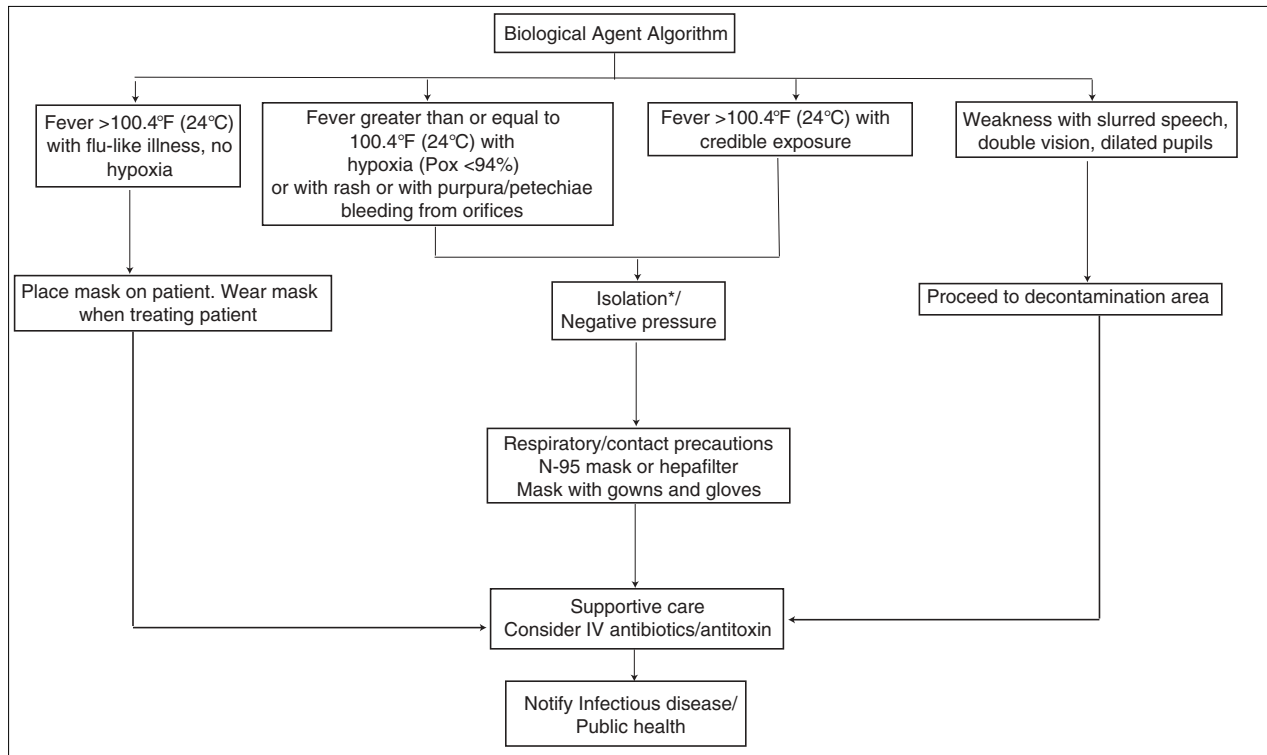 Biological Agent Algorithm
Fever >100.4°F (24°C)
with flu-like illness, no
hypoxia
Fever greater than or equal to
100.4°F (24°C) with
hypoxia (Pox <94%)
or with rash or with purpura/petechiae
bleeding from orifices
Fever >100.4°F (24°C) with
credible exposure
Weakness with slurred speech,
double vision, dilated pupils
Place mask on patient. Wear mask
when treating patient
Isolation*/
Negative pressure
Proceed to decontamination area
Respiratory/contact precautions
N-95 mask or hepafilter
Mask with gowns and gloves
Supportive care
Consider IV antibiotics/antitoxin
Notify Infectious disease/
Public health